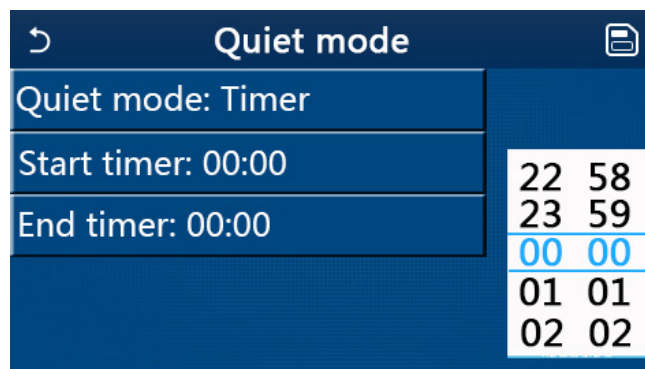 Quiet mode
Quiet mode: Timer
Start timer: 00:00
End timer: 00:00
22 58
23 59
00 00
01 01
02 02